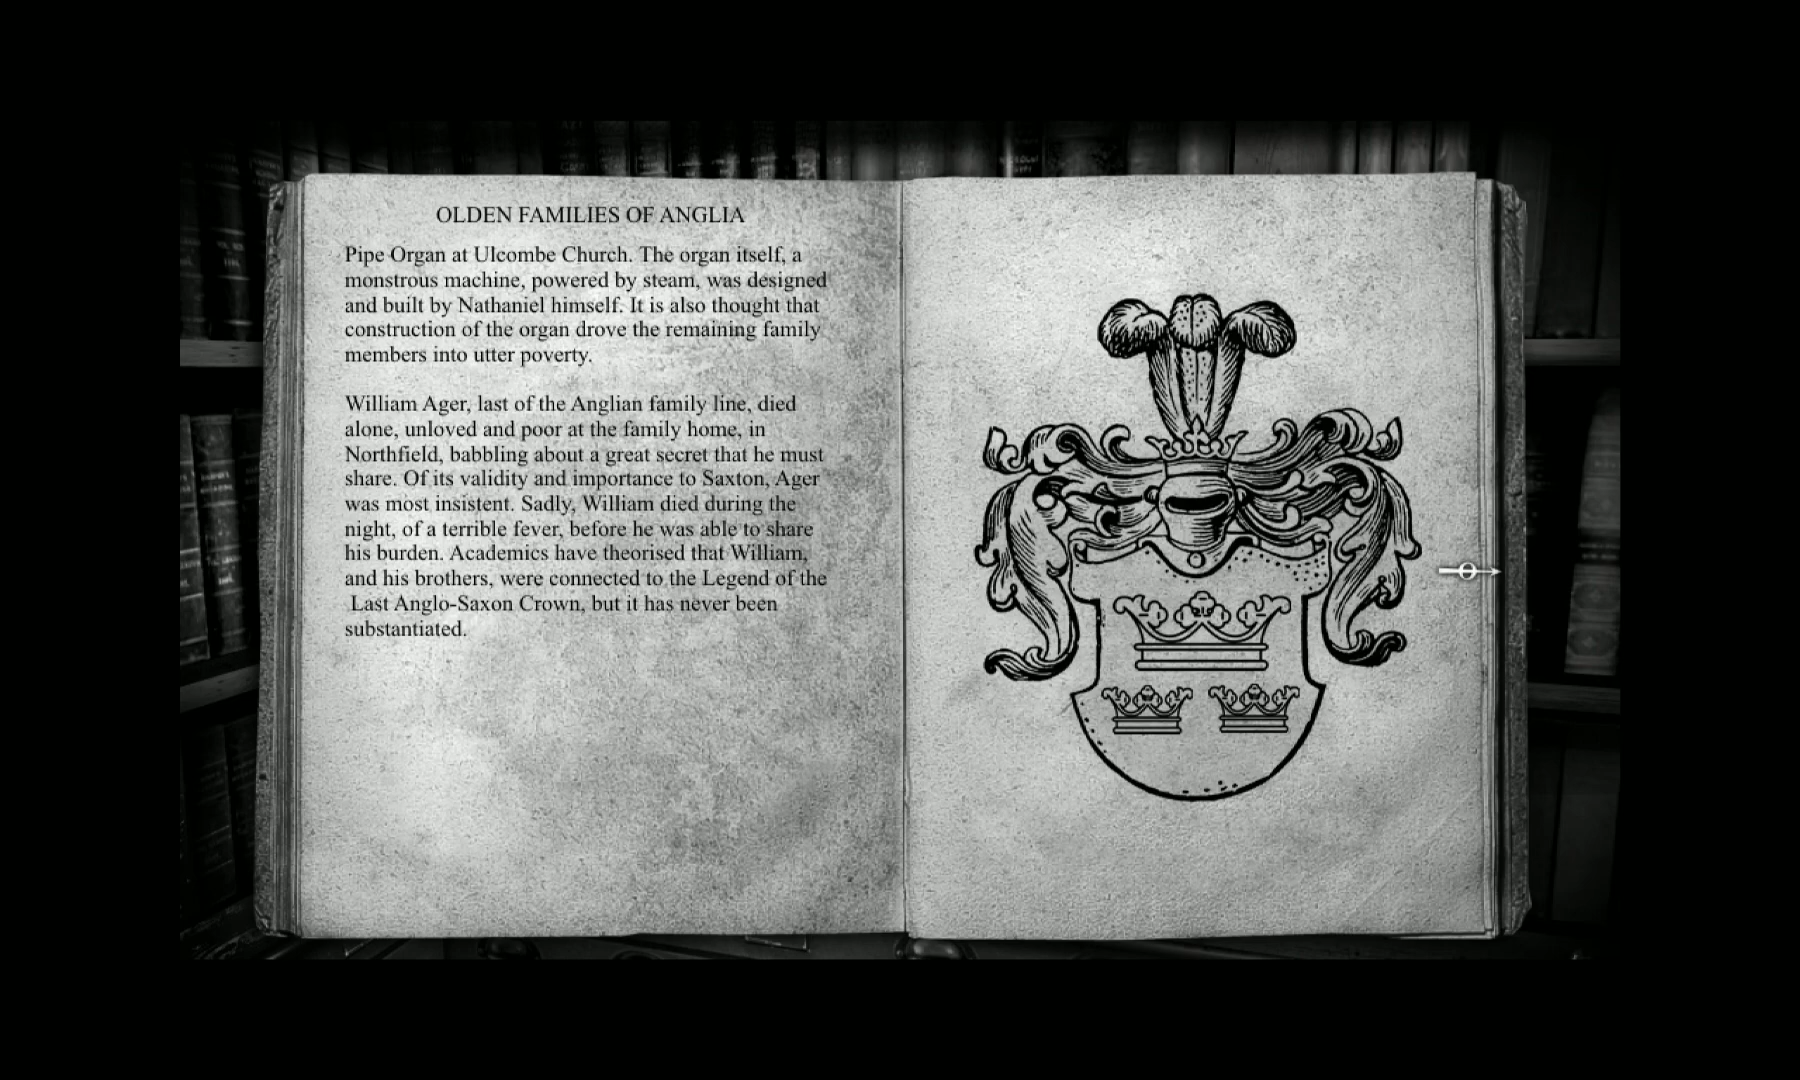 OLDEN FAMILIES OF ANGLIA
Pipe Organ at Ulcombe Church. The organ itself, a
monstrous machine, powered by steam, was designed
and built by Nathaniel himself. It is also thought that
construction of the organ drove the remaining family
members into utter poverty.
William Ager, last of the Anglian family line, died
alone, unloved and poor at the family home, in
Northfield, babbling about a great secret that he must
share. Of its validity and importance to Saxton, Ager
was most insistent. Sadly, William died during the
night, of a terrible fever, before he was able to share
his burden. Academics have theorised that William,
and his brothers, were connected to the Legend of the
Last Anglo-Saxon Crown, but it has never been
substantiated.